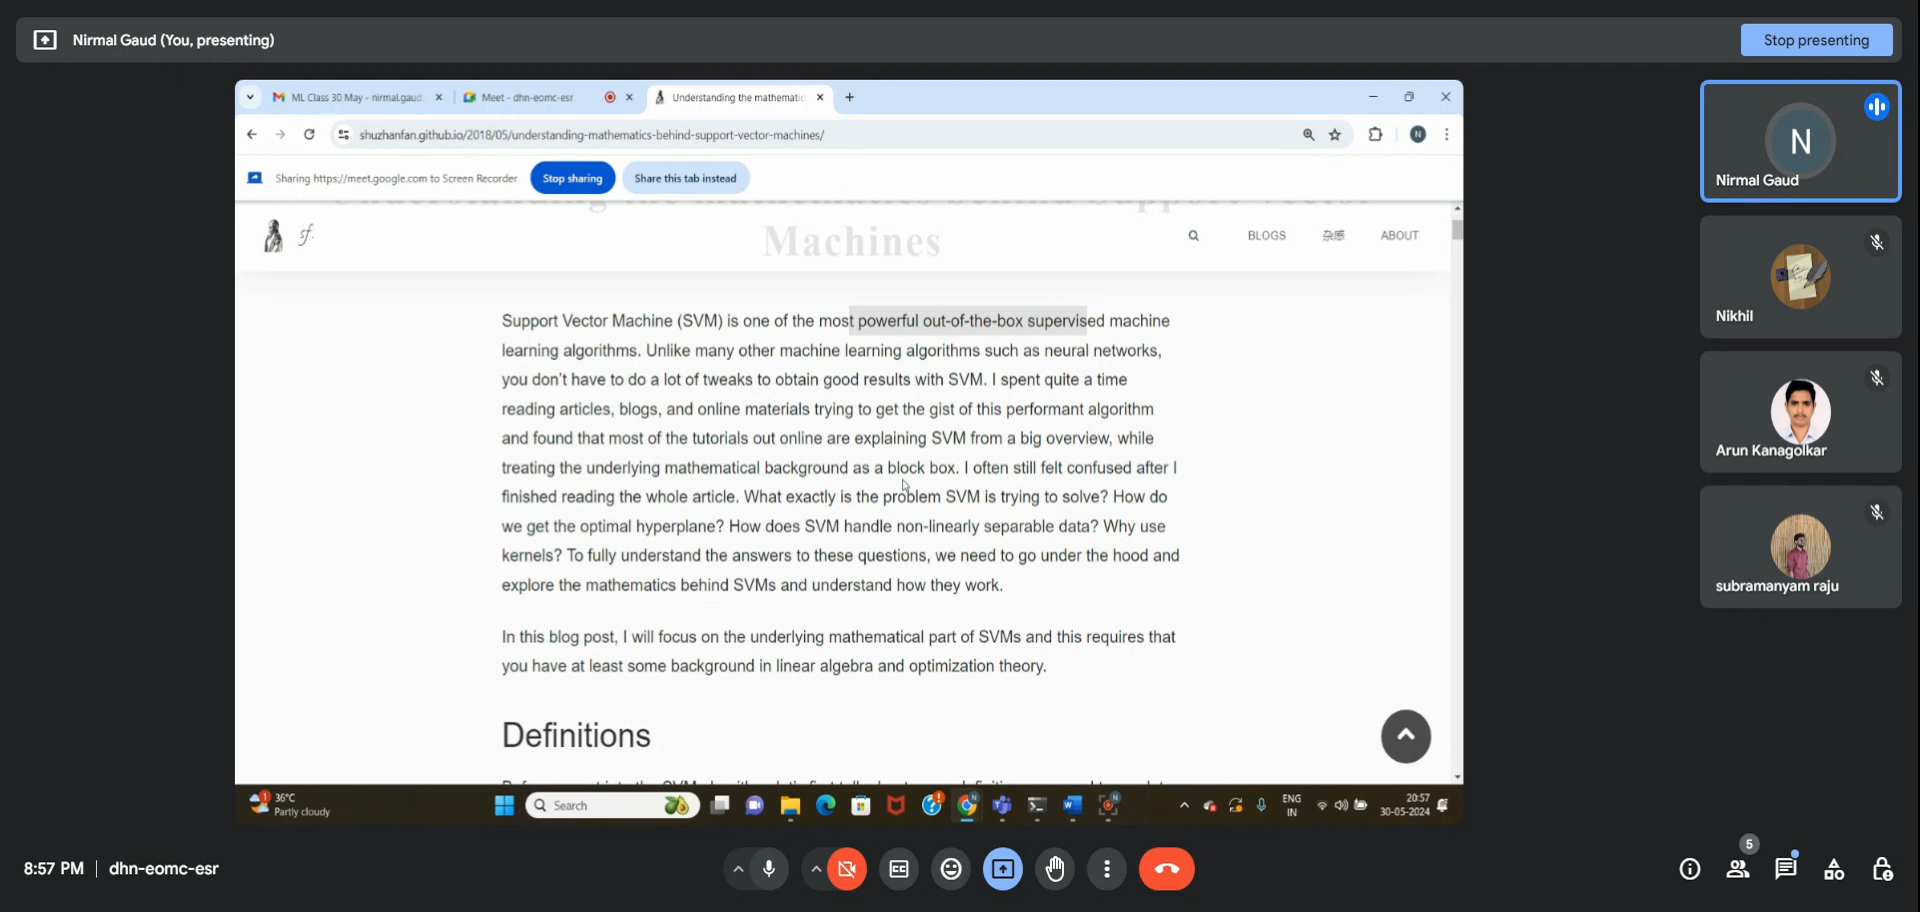 Nirmal Gaud (You, presenting)
Stop presenting
ML Class 30 May - nirmal.gaud.
Meet - dhn-eomc-esr
Understanding the mathematic
shuzhanfan.github.io/2018/05/understanding-mathematics-behind-support-vector-machines/
N
Sharing https://meet.google.com to Screen Recorder
Stop sharing
Share this tab instead
Understanding the mathematics behind Support Vector
Machines
sf.
BLOGS
杂感
ABOUT
Support Vector Machine (SVM) is one of the most powerful out-of-the-box supervised machine
learning algorithms. Unlike many other machine learning algorithms such as neural networks,
you don't have to do a lot of tweaks to obtain good results with SVM. I spent quite a time
reading articles, blogs, and online materials trying to get the gist of this performant algorithm
and found that most of the tutorials out online are explaining SVM from a big overview, while
treating the underlying mathematical background as a block box. I often still felt confused after I
finished reading the whole article. What exactly is the problem SVM is trying to solve? How do
we get the optimal hyperplane? How does SVM handle non-linearly separable data? Why use
kernels? To fully understand the answers to these questions, we need to go under the hood and
explore the mathematics behind SVMs and understand how they work.
In this blog post, I will focus on the underlying mathematical part of SVMs and this requires that
you have at least some background in linear algebra and optimization theory.
Definitions
1
36°C
Partly cloudy
Search
ENG
IN
20:57
30-05-2024
N
Nirmal Gaud
Nikhil
Arun Kanagolkar
subramanyam raju
8:57 PM | dhn-eomc-esr
5